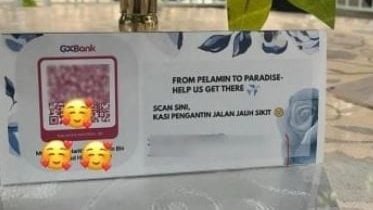 GXBank
FROM PELAMIN TO PARADISE-
HELP US GET THERE
SCAN SINI,
KASI PENGANTIN JALAN JAUH SIKIT